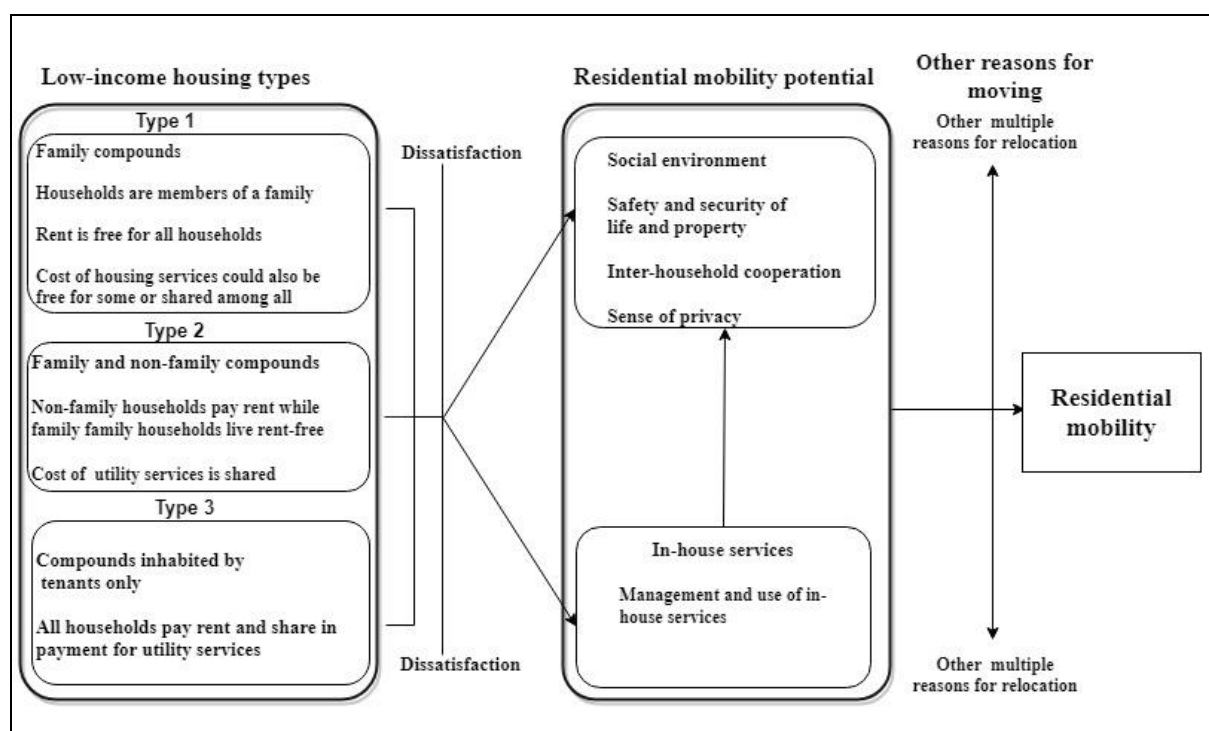 Low-income housing types
Type 1
Family compounds
Households are members of a family
Rent is free for all households
Cost of housing services could also be
free for some or shared among all
Type 2
Family and non-family compounds
Non-family households pay rent while
family family households live rent-free
Cost of utility services is shared
Type 3
Compounds inhabited by
tenants only
All households pay rent and share in
payment for utility services
Dissatisfaction
Dissatisfaction
Residential mobility potential
Social environment
Safety and security of
life and property
Inter-household cooperation
Sense of privacy
In-house services
Management and use of in-
house services
Other reasons for
moving
Other multiple
reasons for relocation
Residential
mobility
Other multiple
reasons for relocation